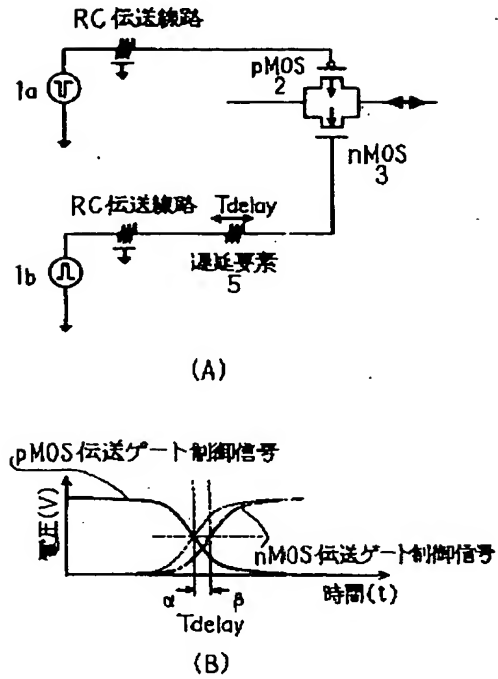 RC伝送線路
1a
pMOS
2
nMOS
3
RC伝送線路
Tdelay
1b
遅延要素
5
(A)
pMOS伝送ゲート制御信号
電圧(V)
nMOS伝送ゲート制御信号
α
β
時間(t)
Tdelay
(B)